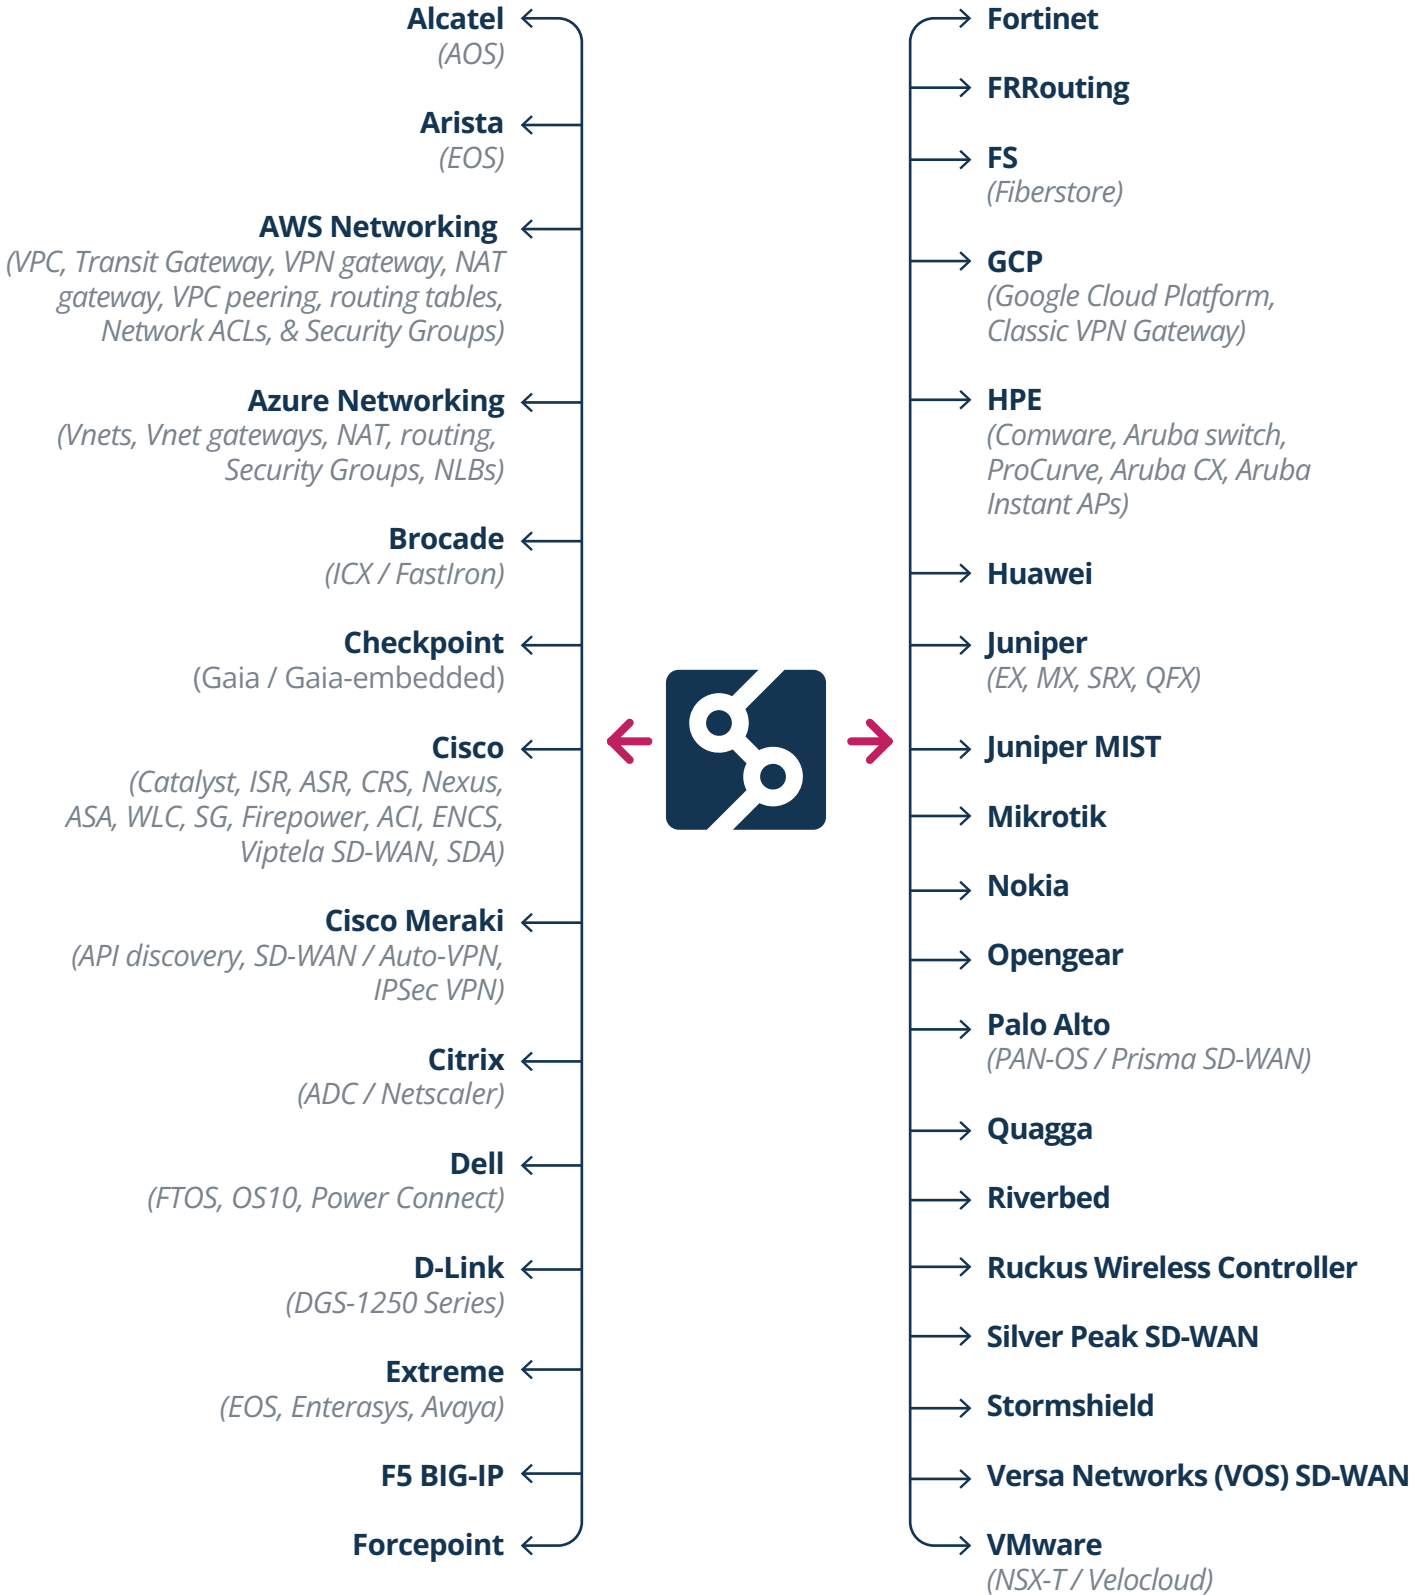 Alcatel
(AOS)
Arista
(EOS)
AWS Networking
(VPC, Transit Gateway, VPN gateway, NAT
gateway, VPC peering, routing tables,
Network ACLs, & Security Groups)
Azure Networking
(Vnets, Vnet gateways, NAT, routing,
Security Groups, NLBs)
Brocade
(ICX / FastIron)
Checkpoint
(Gaia / Gaia-embedded)
Cisco
(Catalyst, ISR, ASR, CRS, Nexus,
ASA, WLC, SG, Firepower, ACI, ENCS,
Viptela SD-WAN, SDA)
Cisco Meraki
(API discovery, SD-WAN / Auto-VPN,
IPSec VPN)
Citrix
(ADC / Netscaler)
Dell
(FTOS, OS10, Power Connect)
D-Link
(DGS-1250 Series)
Extreme
(EOS, Enterasys, Avaya)
F5 BIG-IP
Forcepoint
Fortinet
FRRouting
FS
(Fiberstore)
GCP
(Google Cloud Platform,
Classic VPN Gateway)
HPE
(Comware, Aruba switch,
ProCurve, Aruba CX, Aruba
Instant APs)
Huawei
Juniper
(EX, MX, SRX, QFX)
Juniper MIST
Mikrotik
Nokia
Opengear
Palo Alto
(PAN-OS / Prisma SD-WAN)
Quagga
Riverbed
Ruckus Wireless Controller
Silver Peak SD-WAN
Stormshield
Versa Networks (VOS) SD-WAN
VMware
(NSX-T / Velocloud)